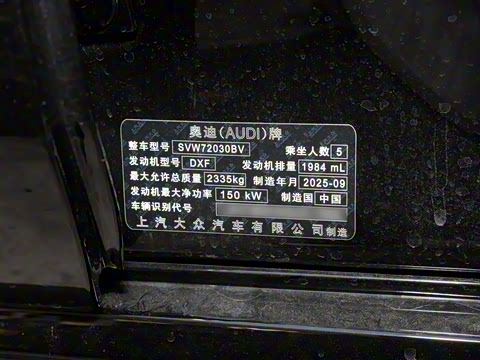 奥迪(AUDI)牌
整车型号 SVW72030BV 乘坐人数 5
发动机型号 DXF 发动机排量 1984 mL
最大允许总质量 2335kg 制造年月 2025-09
发动机最大净功率 150 kW 制造国 中国
车辆识别代号
上汽大众汽车有限公司制造